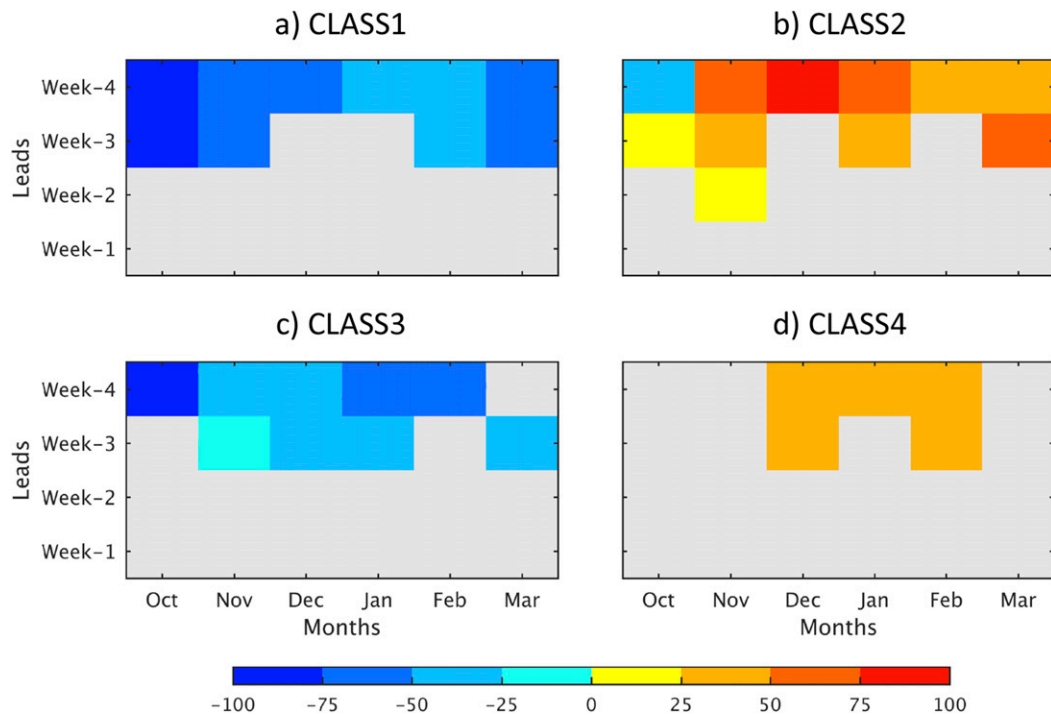 a) CLASS1
b) CLASS2
Leads
Week-4
Week-3
Week-2
Week-1
c) CLASS3
d) CLASS4
Leads
Week-4
Week-3
Week-2
Week-1
Oct Nov Dec Jan Feb Mar
Months
Oct Nov Dec Jan Feb Mar
Months
-100 -75 -50 -25 0 25 50 75 100